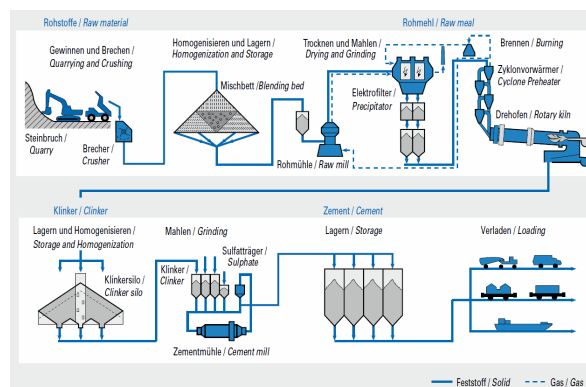 Rohstoffe / Raw material
Rohmehl / Raw meal
Gewinnen und Brechen /
Quarrying and Crushing
Homogenisieren und Lagern /
Homogenization and Storage
Trocknen und Mahlen /
Drying and Grinding
Brennen / Burning
Mischbett / Blending bed
Zyklonvorwärmer /
Cyclone Preheater
Elektrofilter /
Precipitator
Drehofen / Rotary kiln
Steinbruch /
Quarry
Brecher /
Crusher
Rohmühle / Raw mill
Klinker / Clinker
Zement / Cement
Lagern und Homogenisieren /
Storage and Homogenization
Mahlen / Grinding
Lagern / Storage
Verladen / Loading
Sulfatträger /
Sulphate
Klinker /
Clinker
Klinkersilo /
Clinker silo
Zementmühle / Cement mill
Feststoff / Solid
Gas / Gas